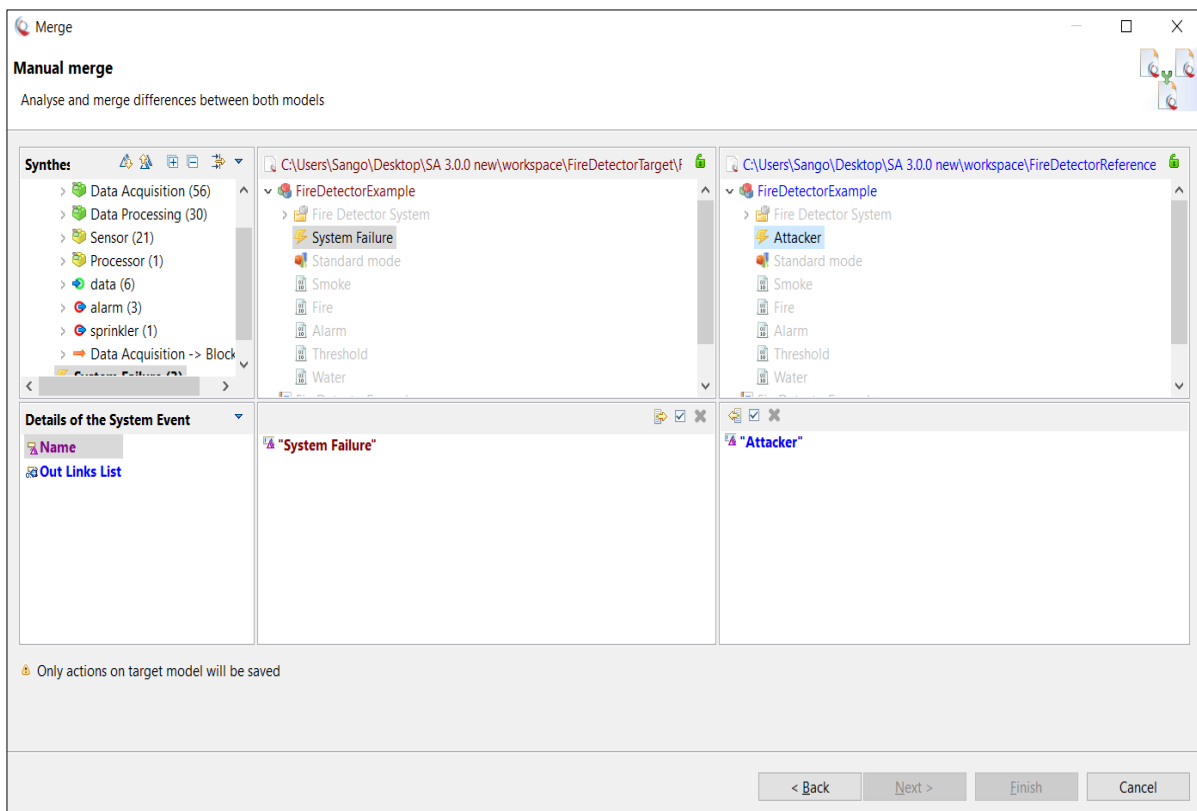 Merge
Manual merge
Analyse and merge differences between both models
Synthes
C:\Users\Sango\Desktop\SA 3.0.0 new\workspace\FireDetectorTarget\F
C:\Users\Sango\Desktop\SA 3.0.0 new\workspace\FireDetectorReference
Data Acquisition (56)
Data Processing (30)
Sensor (21)
Processor (1)
data (6)
alarm (3)
sprinkler (1)
Data Acquisition -> Block
System Failure (2)
FireDetectorExample
Fire Detector System
System Failure
Standard mode
Smoke
Fire
Alarm
Threshold
Water
FireDetectorExample
Fire Detector System
Attacker
Standard mode
Smoke
Fire
Alarm
Threshold
Water
Details of the System Event
Name
Out Links List
"System Failure"
"Attacker"
Only actions on target model will be saved
< Back
Next >
Finish
Cancel